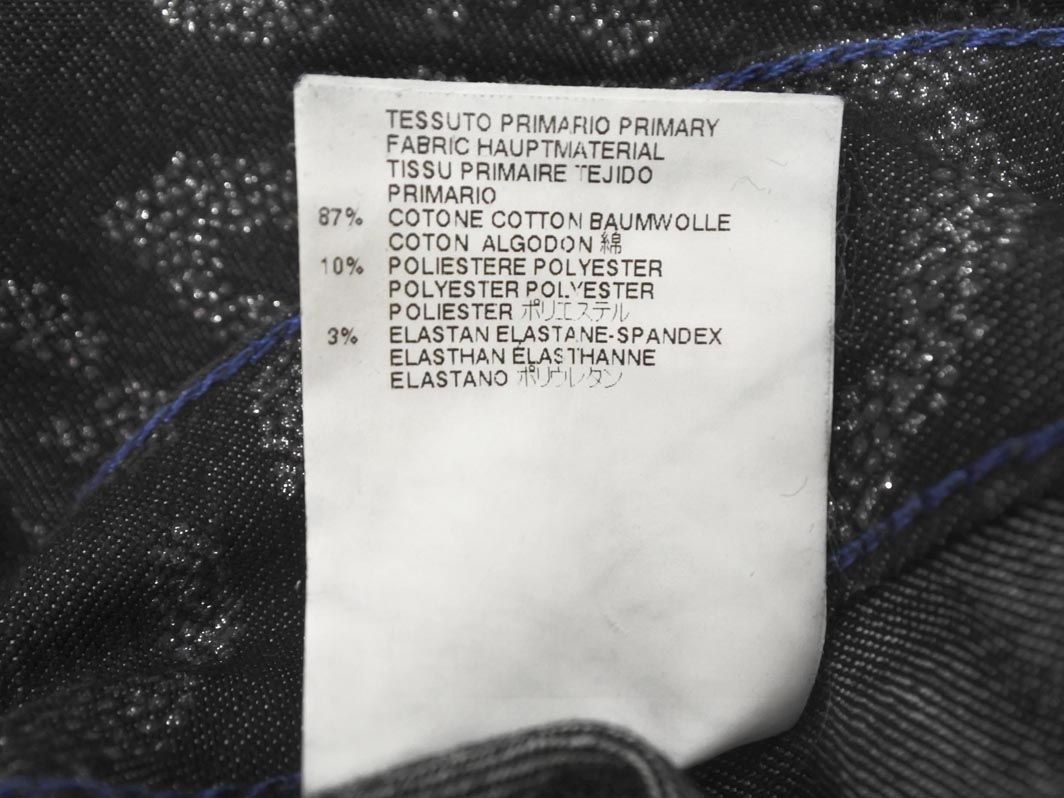 TESSUTO PRIMARIO PRIMARY
FABRIC HAUPTMATERIAL
TISSU PRIMAIRE TEJIDO
PRIMARIO
87% COTONE COTTON BAUMWOLLE
COTON ALGODON 綿
10% POLIESTERE POLYESTER
POLYESTER POLYESTER
POLIESTER ポリエステル
3% ELASTAN ELASTANE-SPANDEX
ELASTHAN ÉLASTHANNE
ELASTANO ポリウレタン